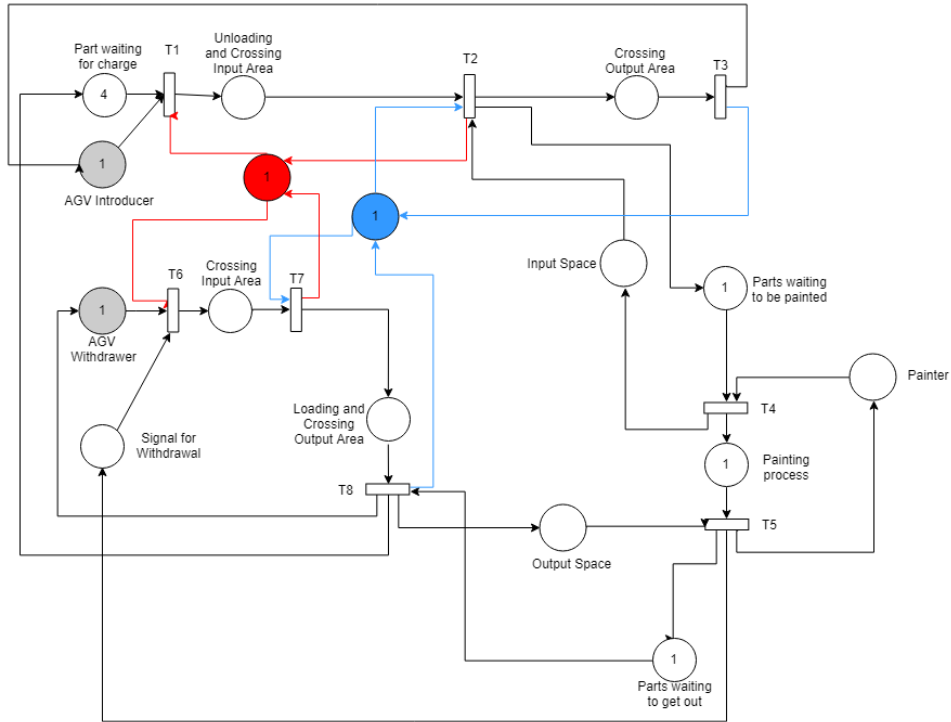 Part waiting
for charge
T1
Unloading
and Crossing
Input Area
T2
Crossing
Output Area
T3
4
1
AGV Introducer
1
1
Input Space
1
Parts waiting
to be painted
T6
Crossing
Input Area
T7
1
AGV
Withdrawer
Painter
T4
Signal for
Withdrawal
Loading and
Crossing
Output Area
1
Painting
process
T8
T5
Output Space
1
Parts waiting
to get out